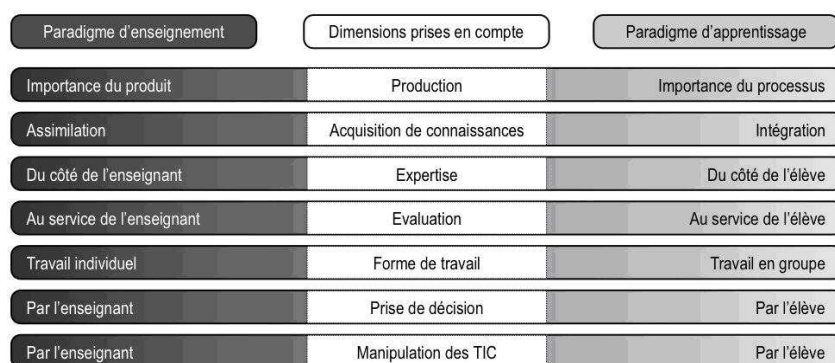 Paradigme d'enseignement Dimensions prises en compte Paradigme d'apprentissage
Importance du produit Production Importance du processus
Assimilation Acquisition de connaissances Intégration
Du côté de l'enseignant Expertise Du côté de l'élève
Au service de l'enseignant Evaluation Au service de l'élève
Travail individuel Forme de travail Travail en groupe
Par l'enseignant Prise de décision Par l'élève
Par l'enseignant Manipulation des TIC Par l'élève